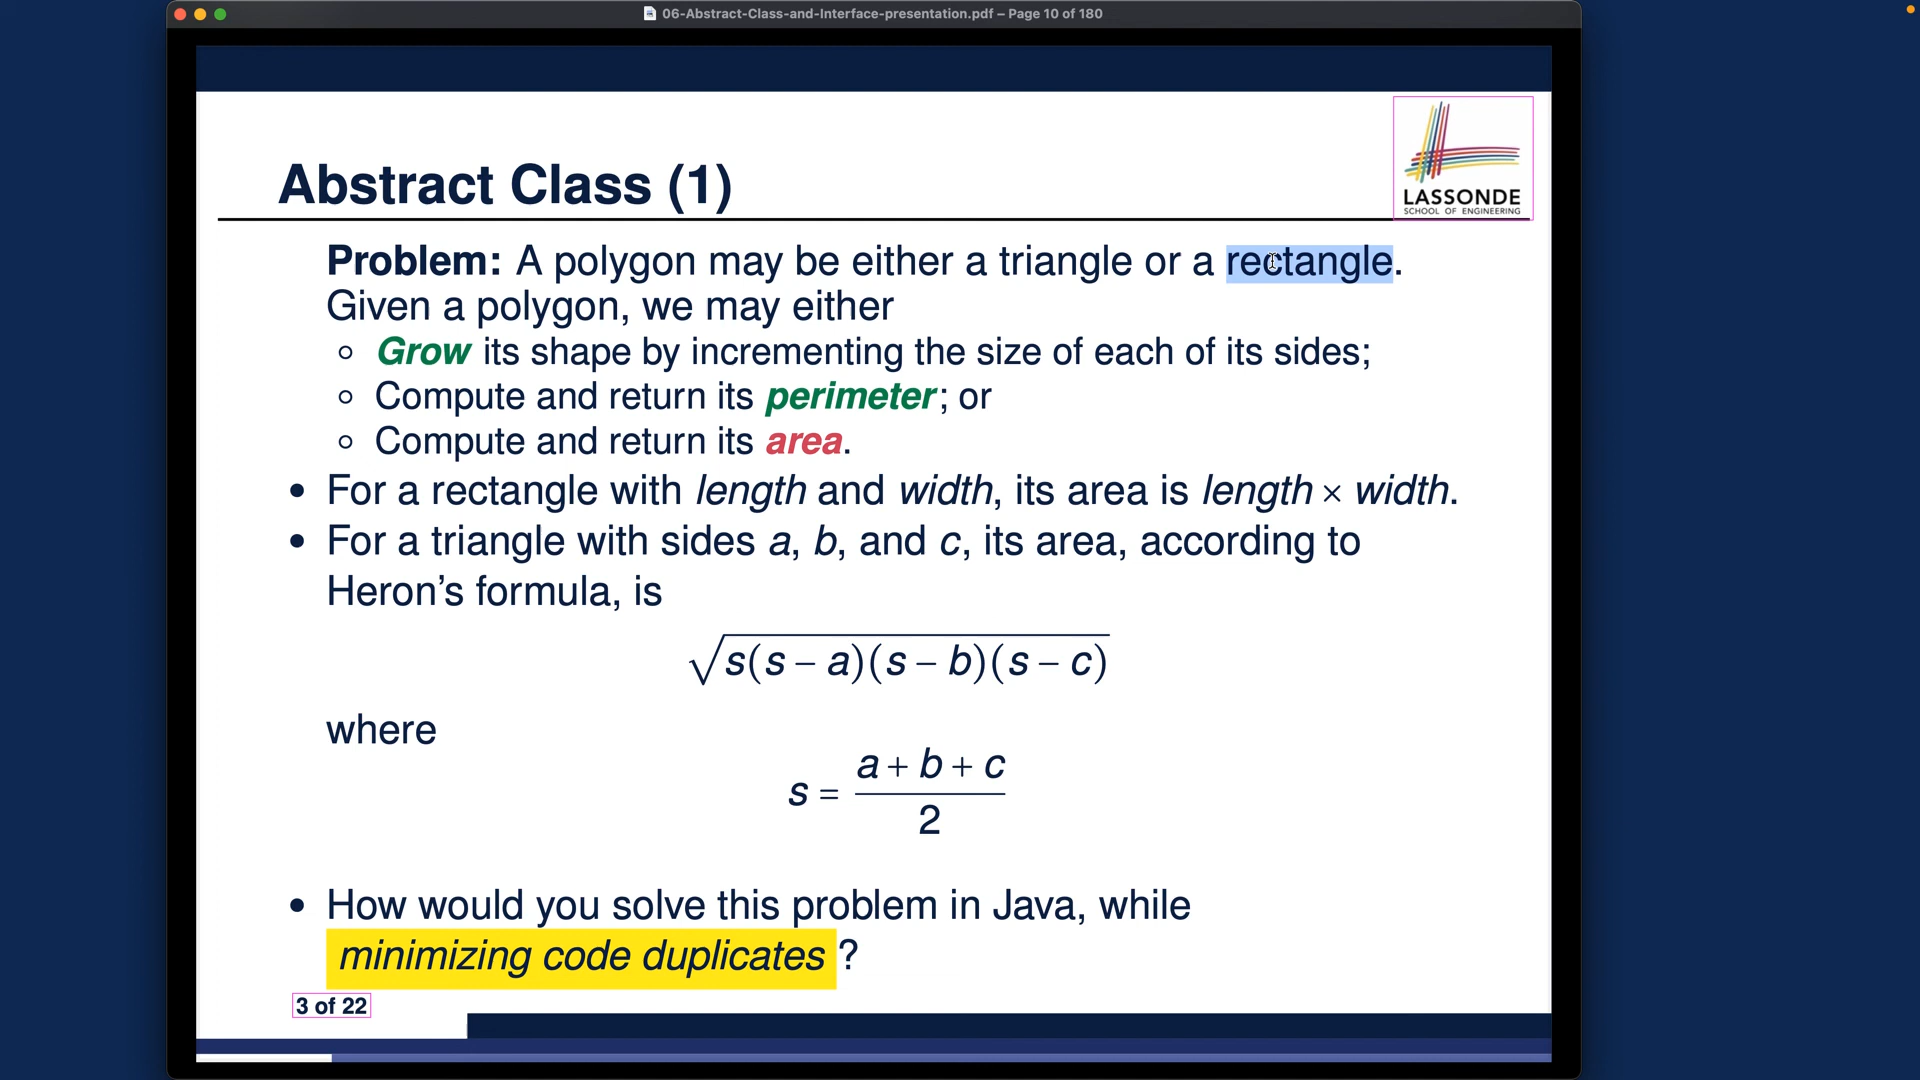 06-Abstract-Class-and-Interface-presentation.pdf – Page 10 of 180
LASSONDE
SCHOOL OF ENGINEERING
Abstract Class (1)
Problem: A polygon may be either a triangle or a rectangle.
Given a polygon, we may either
◦ Grow its shape by incrementing the size of each of its sides;
◦ Compute and return its perimeter; or
◦ Compute and return its area.
• For a rectangle with length and width, its area is length × width.
• For a triangle with sides a, b, and c, its area, according to
Heron’s formula, is
√s(s − a)(s − b)(s − c)
where
s = a + b + c
2
• How would you solve this problem in Java, while
minimizing code duplicates ?
3 of 22